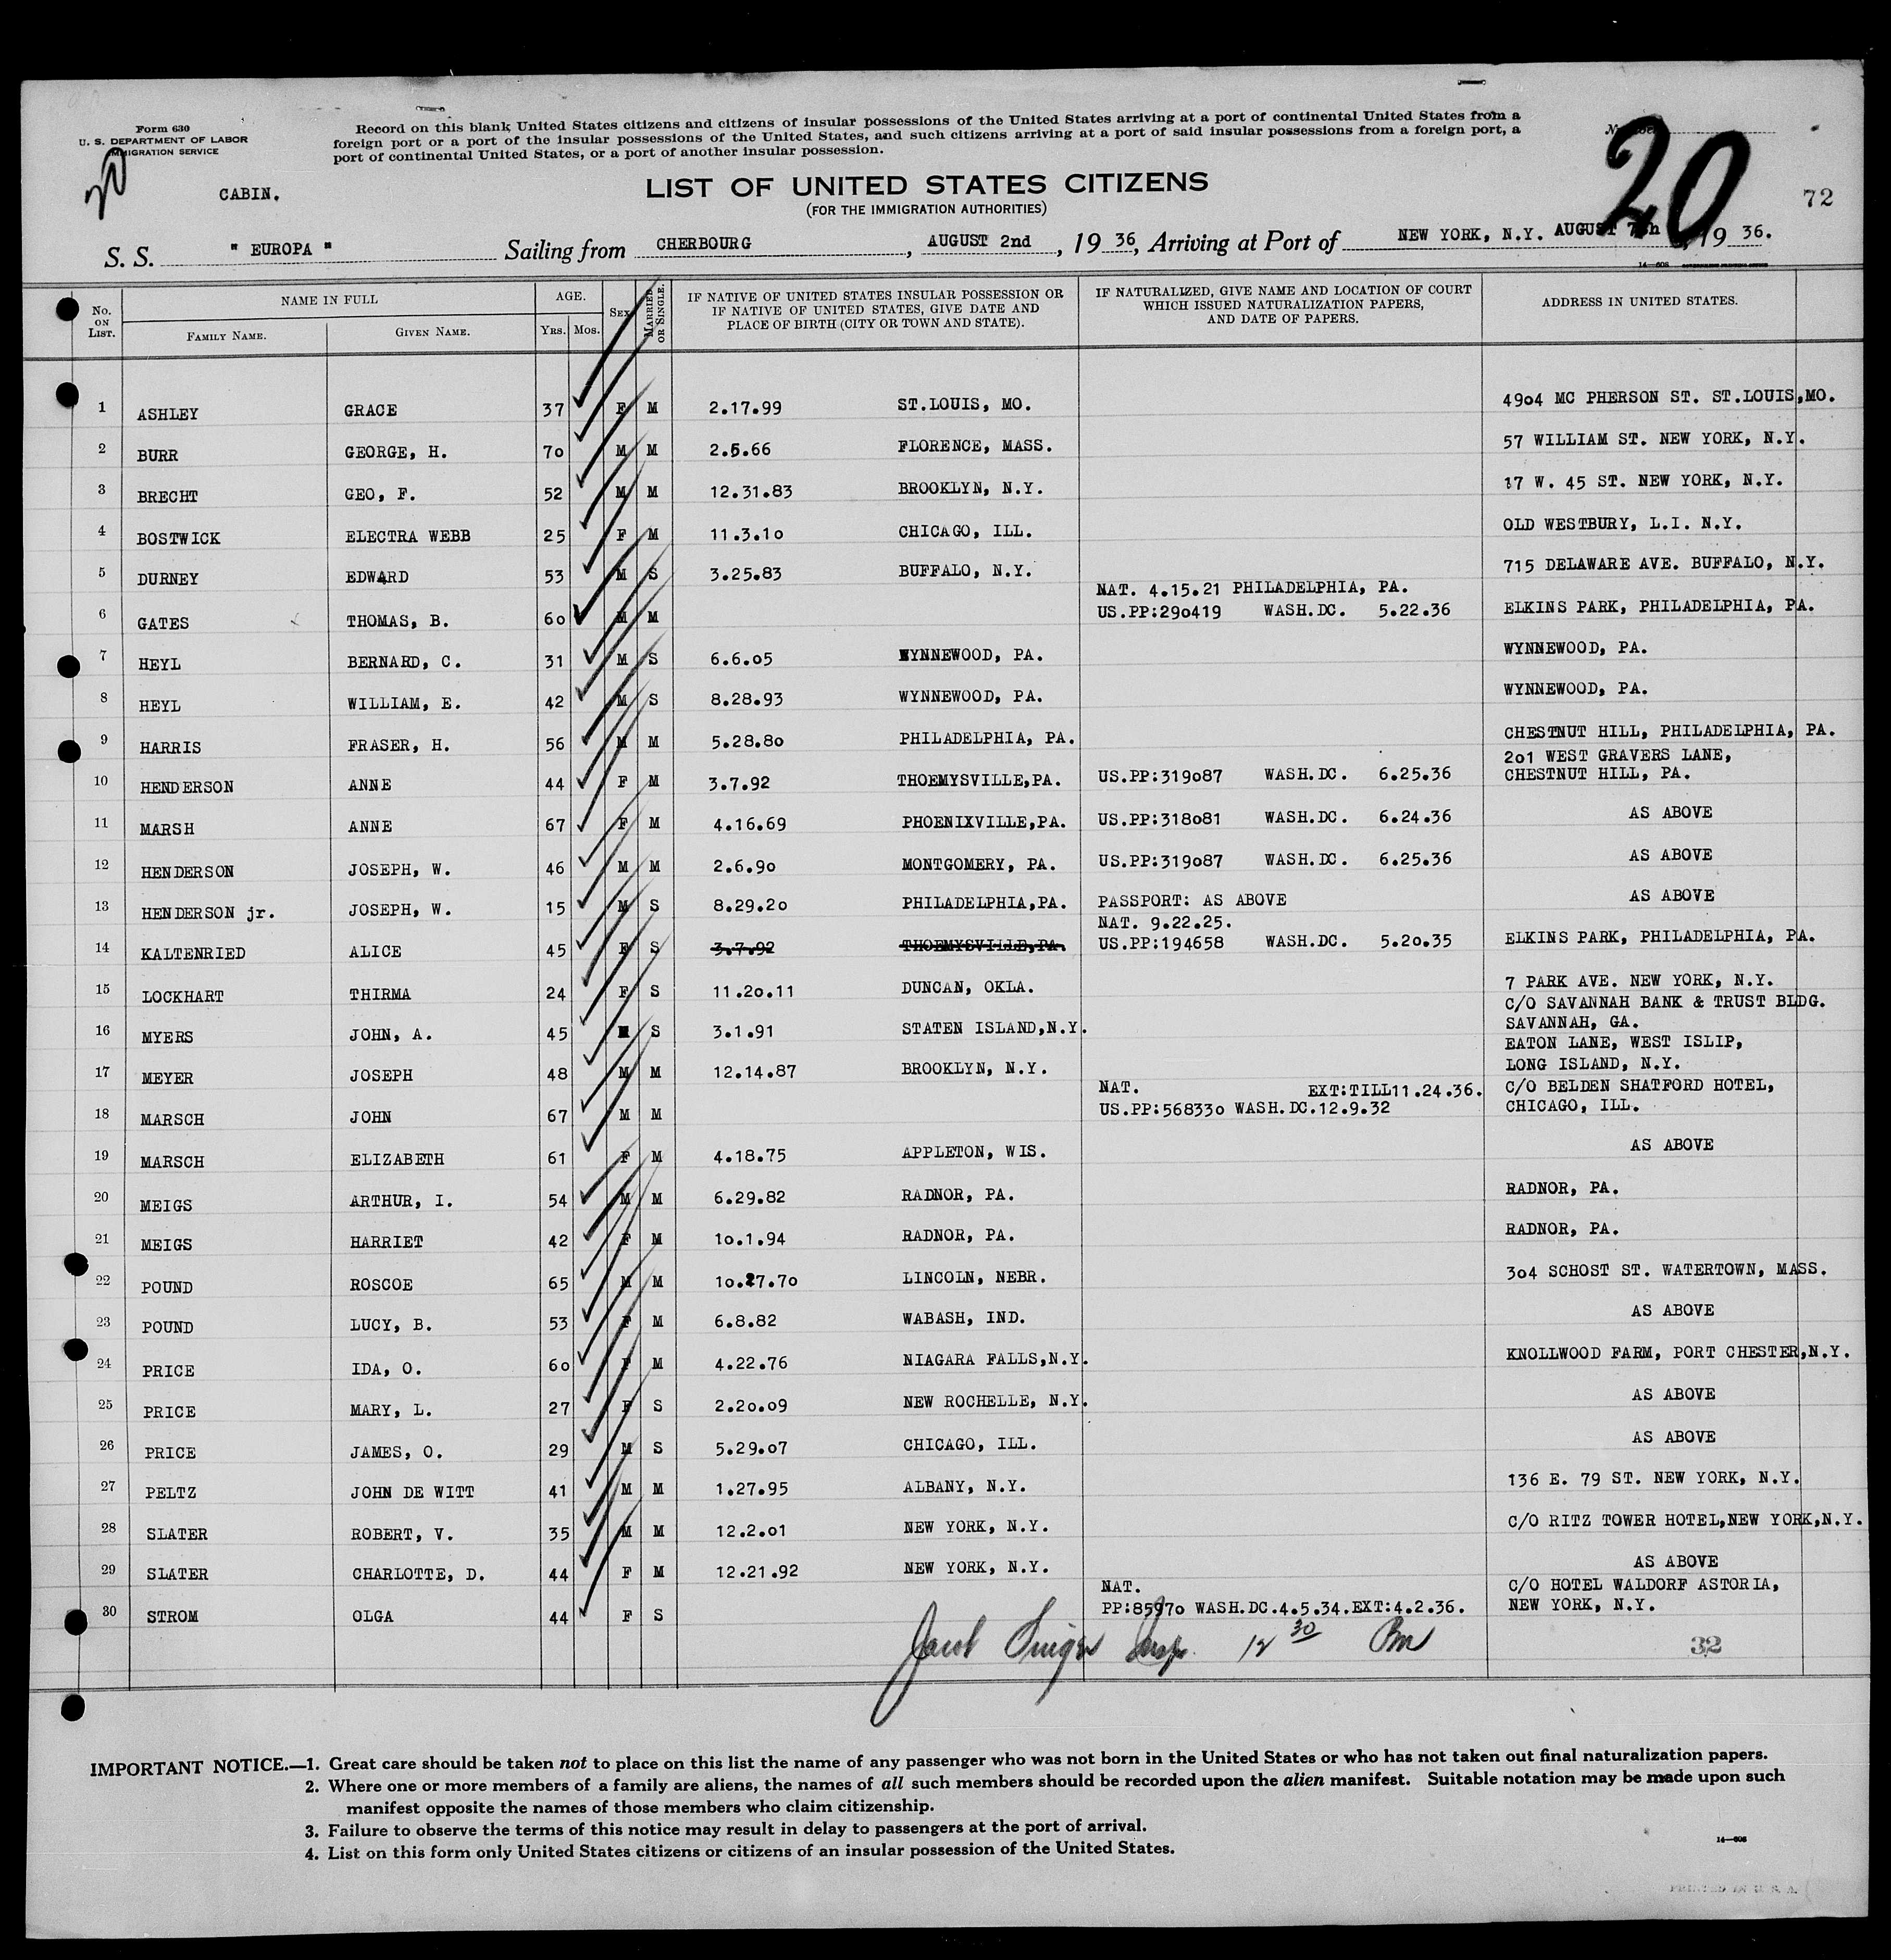 Form 630
U. S. DEPARTMENT OF LABOR
IMMIGRATION SERVICE
Record on this blank United States citizens and citizens of insular possessions of the United States arriving at a port of continental United States from a
foreign port or a port of the insular possessions of the United States, and such citizens arriving at a port of said insular possessions from a foreign port, a
port of continental United States, or a port of another insular possession.
20
20
72
CABIN.
LIST OF UNITED STATES CITIZENS
(FOR THE IMMIGRATION AUTHORITIES)
S. S. " EUROPA " Sailing from CHERBOURG, AUGUST 2nd, 19 36, Arriving at Port of NEW YORK, N.Y. AUGUST 7th, 19 36.
14—608
No. ON LIST. NAME IN FULL FAMILY NAME. GIVEN NAME. AGE. YRS. MOS. SEX MARRIED OR SINGLE. IF NATIVE OF UNITED STATES INSULAR POSSESSION OR IF NATIVE OF UNITED STATES, GIVE DATE AND PLACE OF BIRTH (CITY OR TOWN AND STATE). IF NATURALIZED, GIVE NAME AND LOCATION OF COURT WHICH ISSUED NATURALIZATION PAPERS, AND DATE OF PAPERS. ADDRESS IN UNITED STATES.
1 ASHLEY GRACE 37 F M 2.17.99 ST.LOUIS, MO. 4904 MC PHERSON ST. ST.LOUIS,MO.
2 BURR GEORGE, H. 70 M M 2.5.66 FLORENCE, MASS. 57 WILLIAM ST. NEW YORK, N.Y.
3 BRECHT GEO, F. 52 M M 12.31.83 BROOKLYN, N.Y. 17 W. 45 ST. NEW YORK, N.Y.
4 BOSTWICK ELECTRA WEBB 25 F M 11.3.10 CHICAGO, ILL. OLD WESTBURY, L.I. N.Y.
5 DURNEY EDWARD 53 M S 3.25.83 BUFFALO, N.Y. 715 DELAWARE AVE. BUFFALO, N.Y.
NAT. 4.15.21 PHILADELPHIA, PA.
6 GATES THOMAS, B. 60 M M US.PP:290419 WASH.DC. 5.22.36 ELKINS PARK, PHILADELPHIA, PA.
7 HEYL BERNARD, C. 31 M S 6.6.05 WYNNEWOOD, PA. WYNNEWOOD, PA.
8 HEYL WILLIAM, E. 42 M S 8.28.93 WYNNEWOOD, PA. WYNNEWOOD, PA.
9 HARRIS FRASER, H. 56 M M 5.28.80 PHILADELPHIA, PA. CHESTNUT HILL, PHILADELPHIA, PA.
201 WEST GRAVERS LANE,
10 HENDERSON ANNE 44 F M 3.7.92 THOEMYSVILLE,PA. US.PP:319087 WASH.DC. 6.25.36 CHESTNUT HILL, PA.
11 MARSH ANNE 67 F M 4.16.69 PHOENIXVILLE,PA. US.PP:318081 WASH.DC. 6.24.36 AS ABOVE
12 HENDERSON JOSEPH, W. 46 M M 2.6.90 MONTGOMERY, PA. US.PP:319087 WASH.DC. 6.25.36 AS ABOVE
13 HENDERSON jr. JOSEPH, W. 15 M S 8.29.20 PHILADELPHIA,PA. PASSPORT: AS ABOVE AS ABOVE
NAT. 9.22.25.
14 KALTENRIED ALICE 45 F S 3.7.92 THOEMYSVILLE,PA. US.PP:194658 WASH.DC. 5.20.35 ELKINS PARK, PHILADELPHIA, PA.
15 LOCKHART THIRMA 24 F S 11.20.11 DUNCAN, OKLA. 7 PARK AVE. NEW YORK, N.Y.
C/O SAVANNAH BANK & TRUST BLDG.
16 MYERS JOHN, A. 45 M S 3.1.91 STATEN ISLAND,N.Y. SAVANNAH, GA.
EATON LANE, WEST ISLIP,
17 MEYER JOSEPH 48 M M 12.14.87 BROOKLYN, N.Y. LONG ISLAND, N.Y.
NAT. EXT:TILL11.24.36. C/O BELDEN SHATFORD HOTEL,
18 MARSCH JOHN 67 M M US.PP:568330 WASH.DC.12.9.32 CHICAGO, ILL.
19 MARSCH ELIZABETH 61 F M 4.18.75 APPLETON, WIS. AS ABOVE
20 MEIGS ARTHUR, I. 54 M M 6.29.82 RADNOR, PA. RADNOR, PA.
21 MEIGS HARRIET 42 F M 10.1.94 RADNOR, PA. RADNOR, PA.
22 POUND ROSCOE 65 M M 10.27.70 LINCOLN, NEBR. 304 SCHOST ST. WATERTOWN, MASS.
23 POUND LUCY, B. 53 F M 6.8.82 WABASH, IND. AS ABOVE
24 PRICE IDA, O. 60 F M 4.22.76 NIAGARA FALLS,N.Y. KNOLLWOOD FARM, PORT CHESTER,N.Y.
25 PRICE MARY, L. 27 F S 2.20.09 NEW ROCHELLE, N.Y. AS ABOVE
26 PRICE JAMES, O. 29 M S 5.29.07 CHICAGO, ILL. AS ABOVE
27 PELTZ JOHN DE WITT 41 M M 1.27.95 ALBANY, N.Y. 136 E. 79 ST. NEW YORK, N.Y.
28 SLATER ROBERT, V. 35 M M 12.2.01 NEW YORK, N.Y. C/O RITZ TOWER HOTEL,NEW YORK,N.Y.
29 SLATER CHARLOTTE, D. 44 F M 12.21.92 NEW YORK, N.Y. AS ABOVE
NAT. C/O HOTEL WALDORF ASTORIA,
30 STROM OLGA 44 F S PP:85970 WASH.DC.4.5.34.EXT:4.2.36. NEW YORK, N.Y.
Jacob Singer Insp. 12 30 Pm 32
IMPORTANT NOTICE.—1. Great care should be taken not to place on this list the name of any passenger who was not born in the United States or who has not taken out final naturalization papers.
2. Where one or more members of a family are aliens, the names of all such members should be recorded upon the alien manifest. Suitable notation may be made upon such
manifest opposite the names of those members who claim citizenship.
3. Failure to observe the terms of this notice may result in delay to passengers at the port of arrival.
4. List on this form only United States citizens or citizens of an insular possession of the United States.
14—608
PRINTED IN U. S. A.